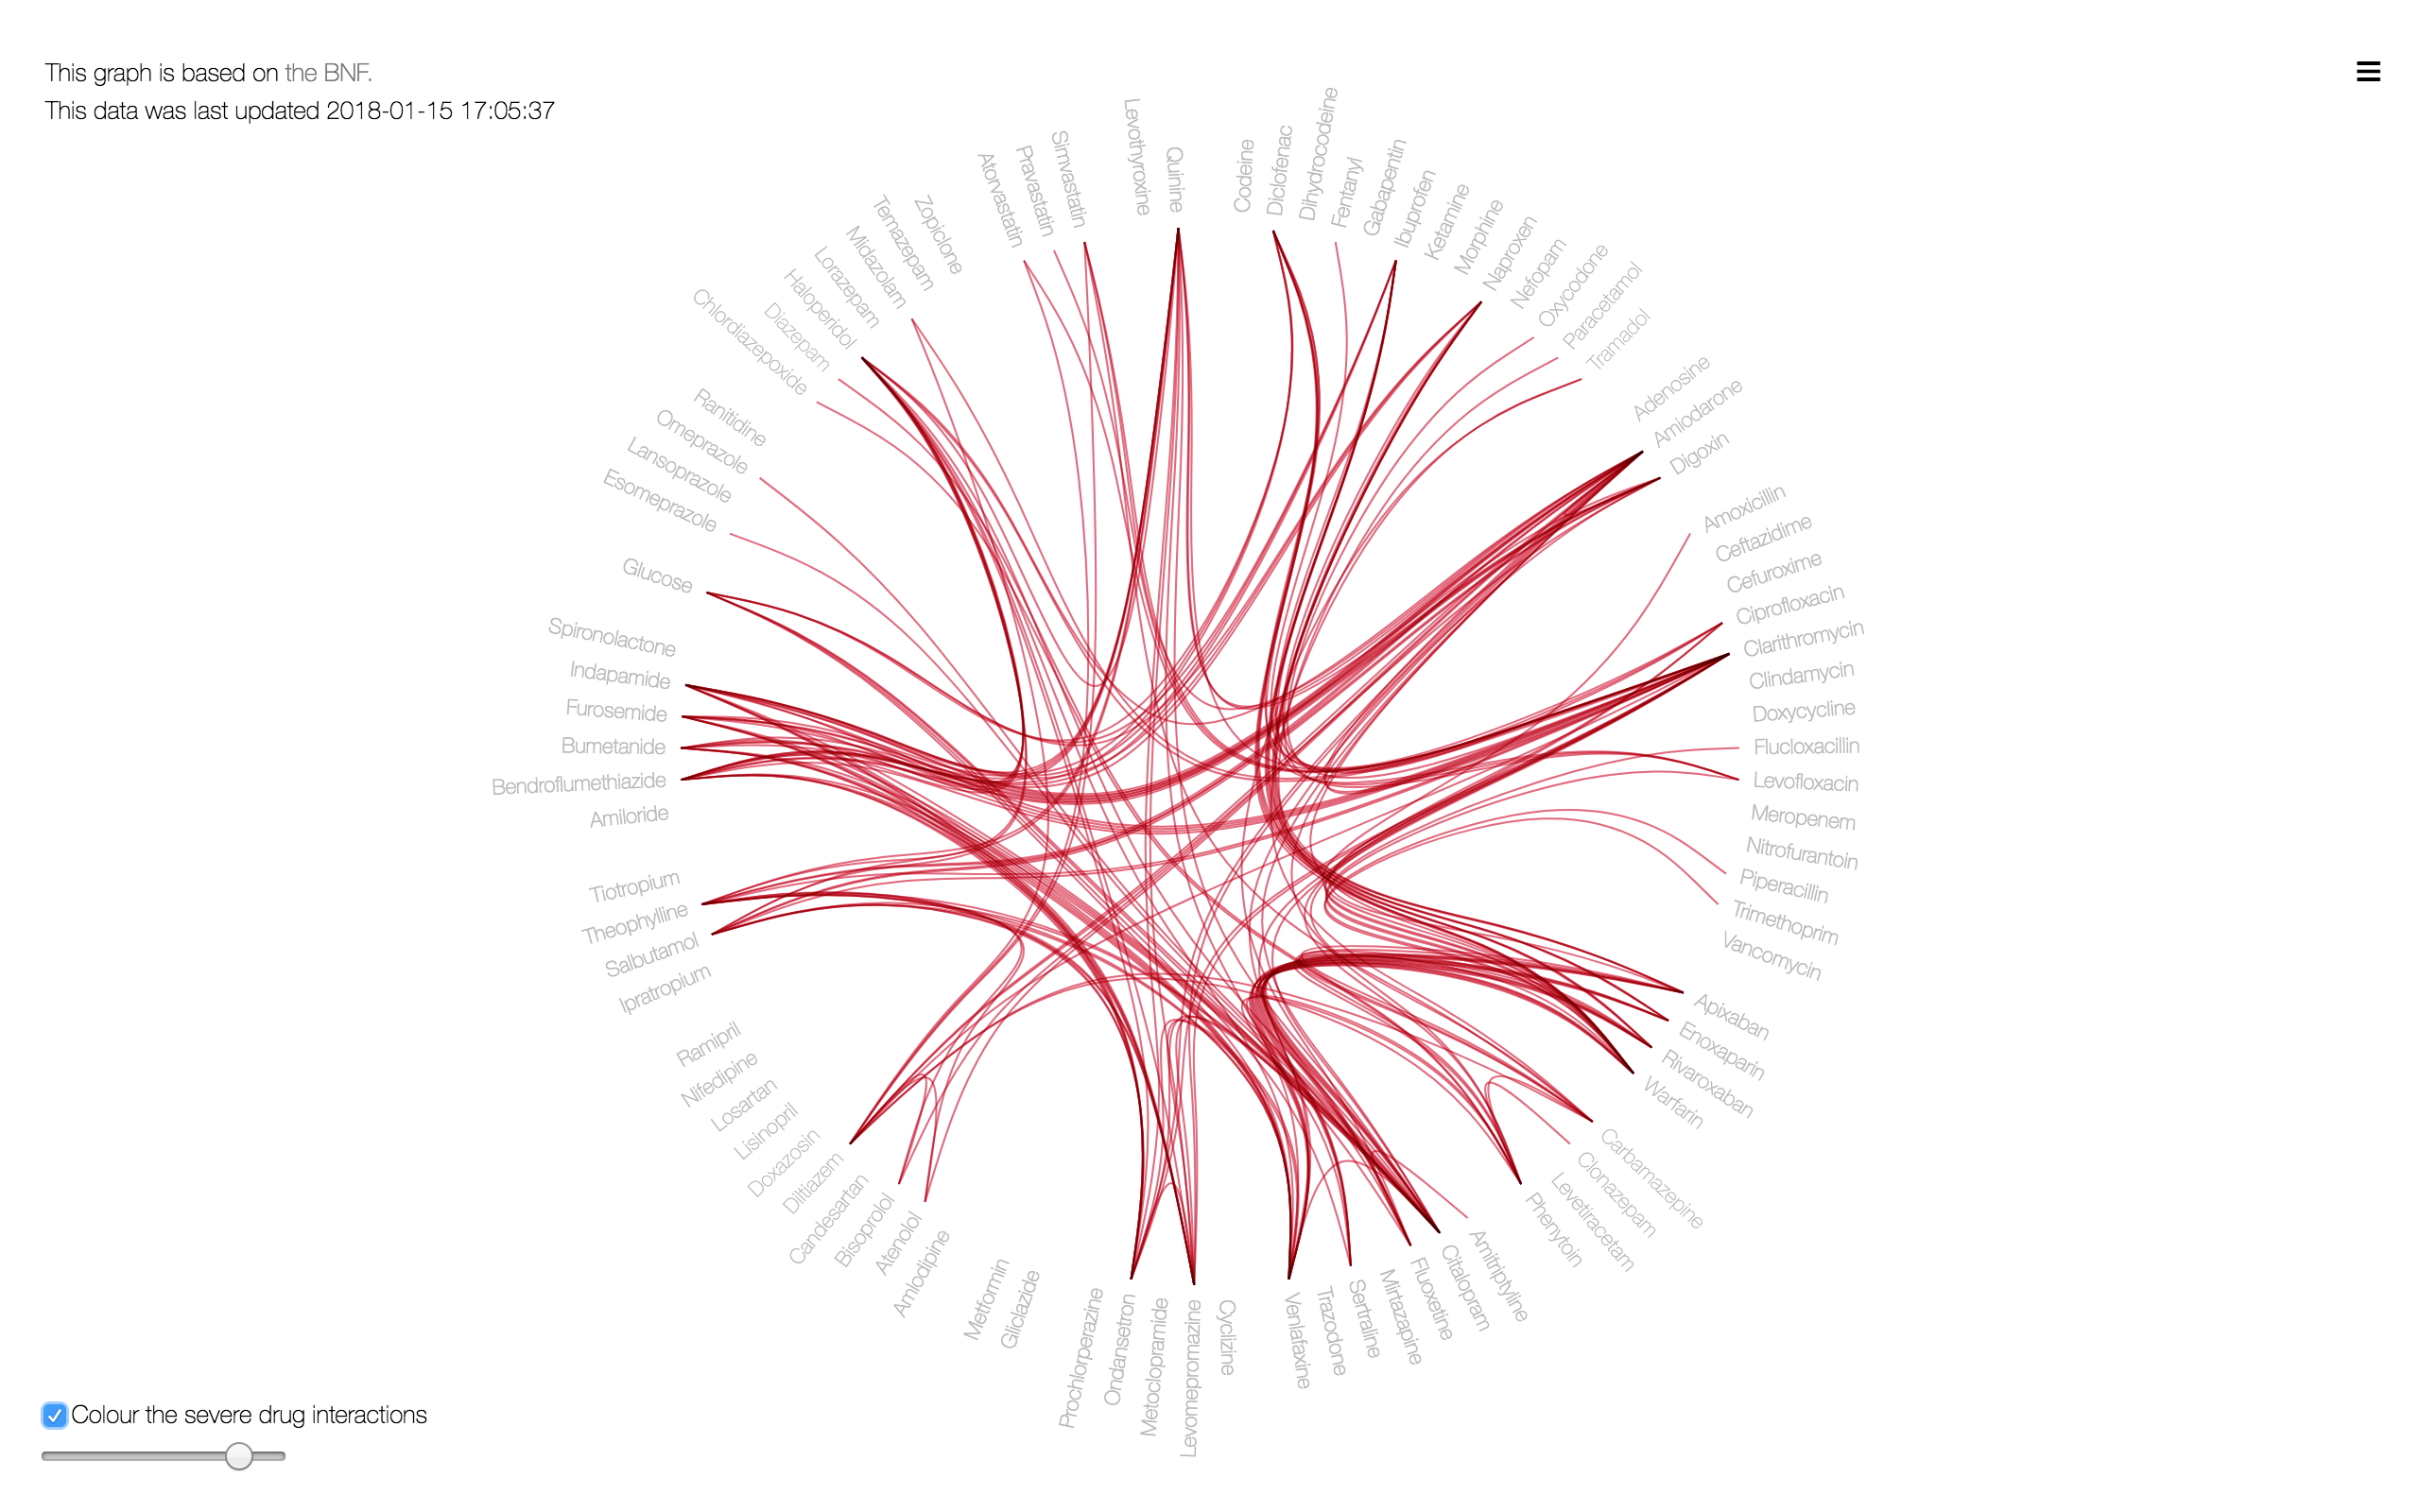 This graph is based on the BNF.
This data was last updated 2018-01-15 17:05:37
Levothyroxine
Quinine
Codeine
Diclofenac
Dihydrocodeine
Fentanyl
Gabapentin
Ibuprofen
Ketamine
Morphine
Naproxen
Nefopam
Oxycodone
Paracetamol
Tramadol
Adenosine
Amiodarone
Digoxin
Amoxicillin
Ceftazidime
Cefuroxime
Ciprofloxacin
Clarithromycin
Clindamycin
Doxycycline
Flucloxacillin
Levofloxacin
Meropenem
Nitrofurantoin
Piperacillin
Trimethoprim
Vancomycin
Apixaban
Enoxaparin
Rivaroxaban
Warfarin
Carbamazepine
Clonazepam
Levetiracetam
Phenytoin
Amitriptyline
Citalopram
Fluoxetine
Mirtazapine
Sertraline
Trazodone
Venlafaxine
Cyclizine
Levomepromazine
Metoclopramide
Ondansetron
Prochlorperazine
Gliclazide
Metformin
Amlodipine
Atenolol
Bisoprolol
Candesartan
Diltiazem
Doxazosin
Lisinopril
Losartan
Nifedipine
Ramipril
Ipratropium
Salbutamol
Theophylline
Tiotropium
Amiloride
Bendroflumethiazide
Bumetanide
Furosemide
Indapamide
Spironolactone
Glucose
Esomeprazole
Lansoprazole
Omeprazole
Ranitidine
Chlordiazepoxide
Diazepam
Haloperidol
Lorazepam
Midazolam
Temazepam
Zopiclone
Atorvastatin
Pravastatin
Simvastatin
Colour the severe drug interactions